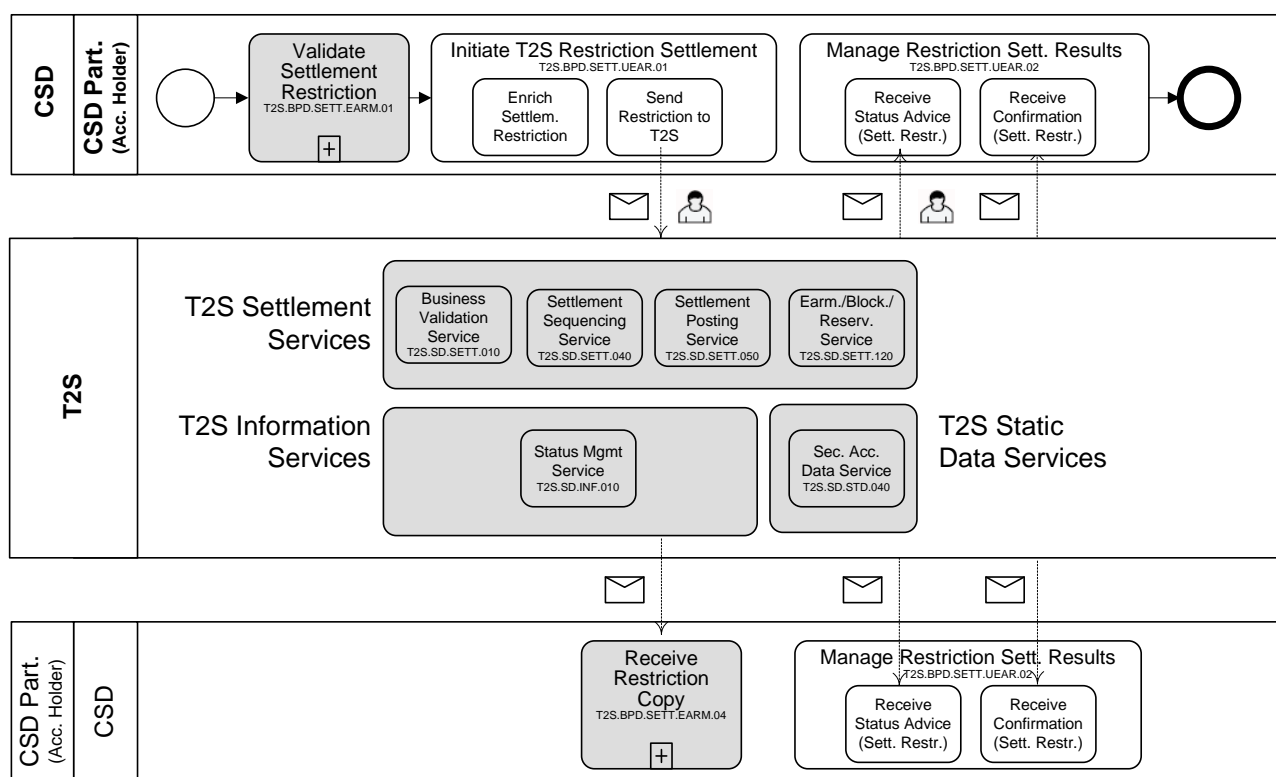 CSD
CSD Part.
(Acc. Holder)
Validate
Settlement
Restriction
T2S.BPD.SETT.EARM.01
Initiate T2S Restriction Settlement
T2S.BPD.SETT.UEAR.01
Enrich
Settlem.
Restriction
Send
Restriction to
T2S
Manage Restriction Sett. Results
T2S.BPD.SETT.UEAR.02
Receive
Status Advice
(Sett. Restr.)
Receive
Confirmation
(Sett. Restr.)
T2S
T2S Settlement
Services
Business
Validation
Service
T2S.SD.SETT.010
Settlement
Sequencing
Service
T2S.SD.SETT.040
Settlement
Posting
Service
T2S.SD.SETT.050
Earm./Block./
Reserv.
Service
T2S.SD.SETT.120
T2S Information
Services
Status Mgmt
Service
T2S.SD.INF.010
Sec. Acc.
Data Service
T2S.SD.STD.040
T2S Static
Data Services
CSD Part.
(Acc. Holder)
CSD
Receive
Restriction
Copy
T2S.BPD.SETT.EARM.04
Manage Restriction Sett. Results
T2S.BPD.SETT.UEAR.02
Receive
Status Advice
(Sett. Restr.)
Receive
Confirmation
(Sett. Restr.)